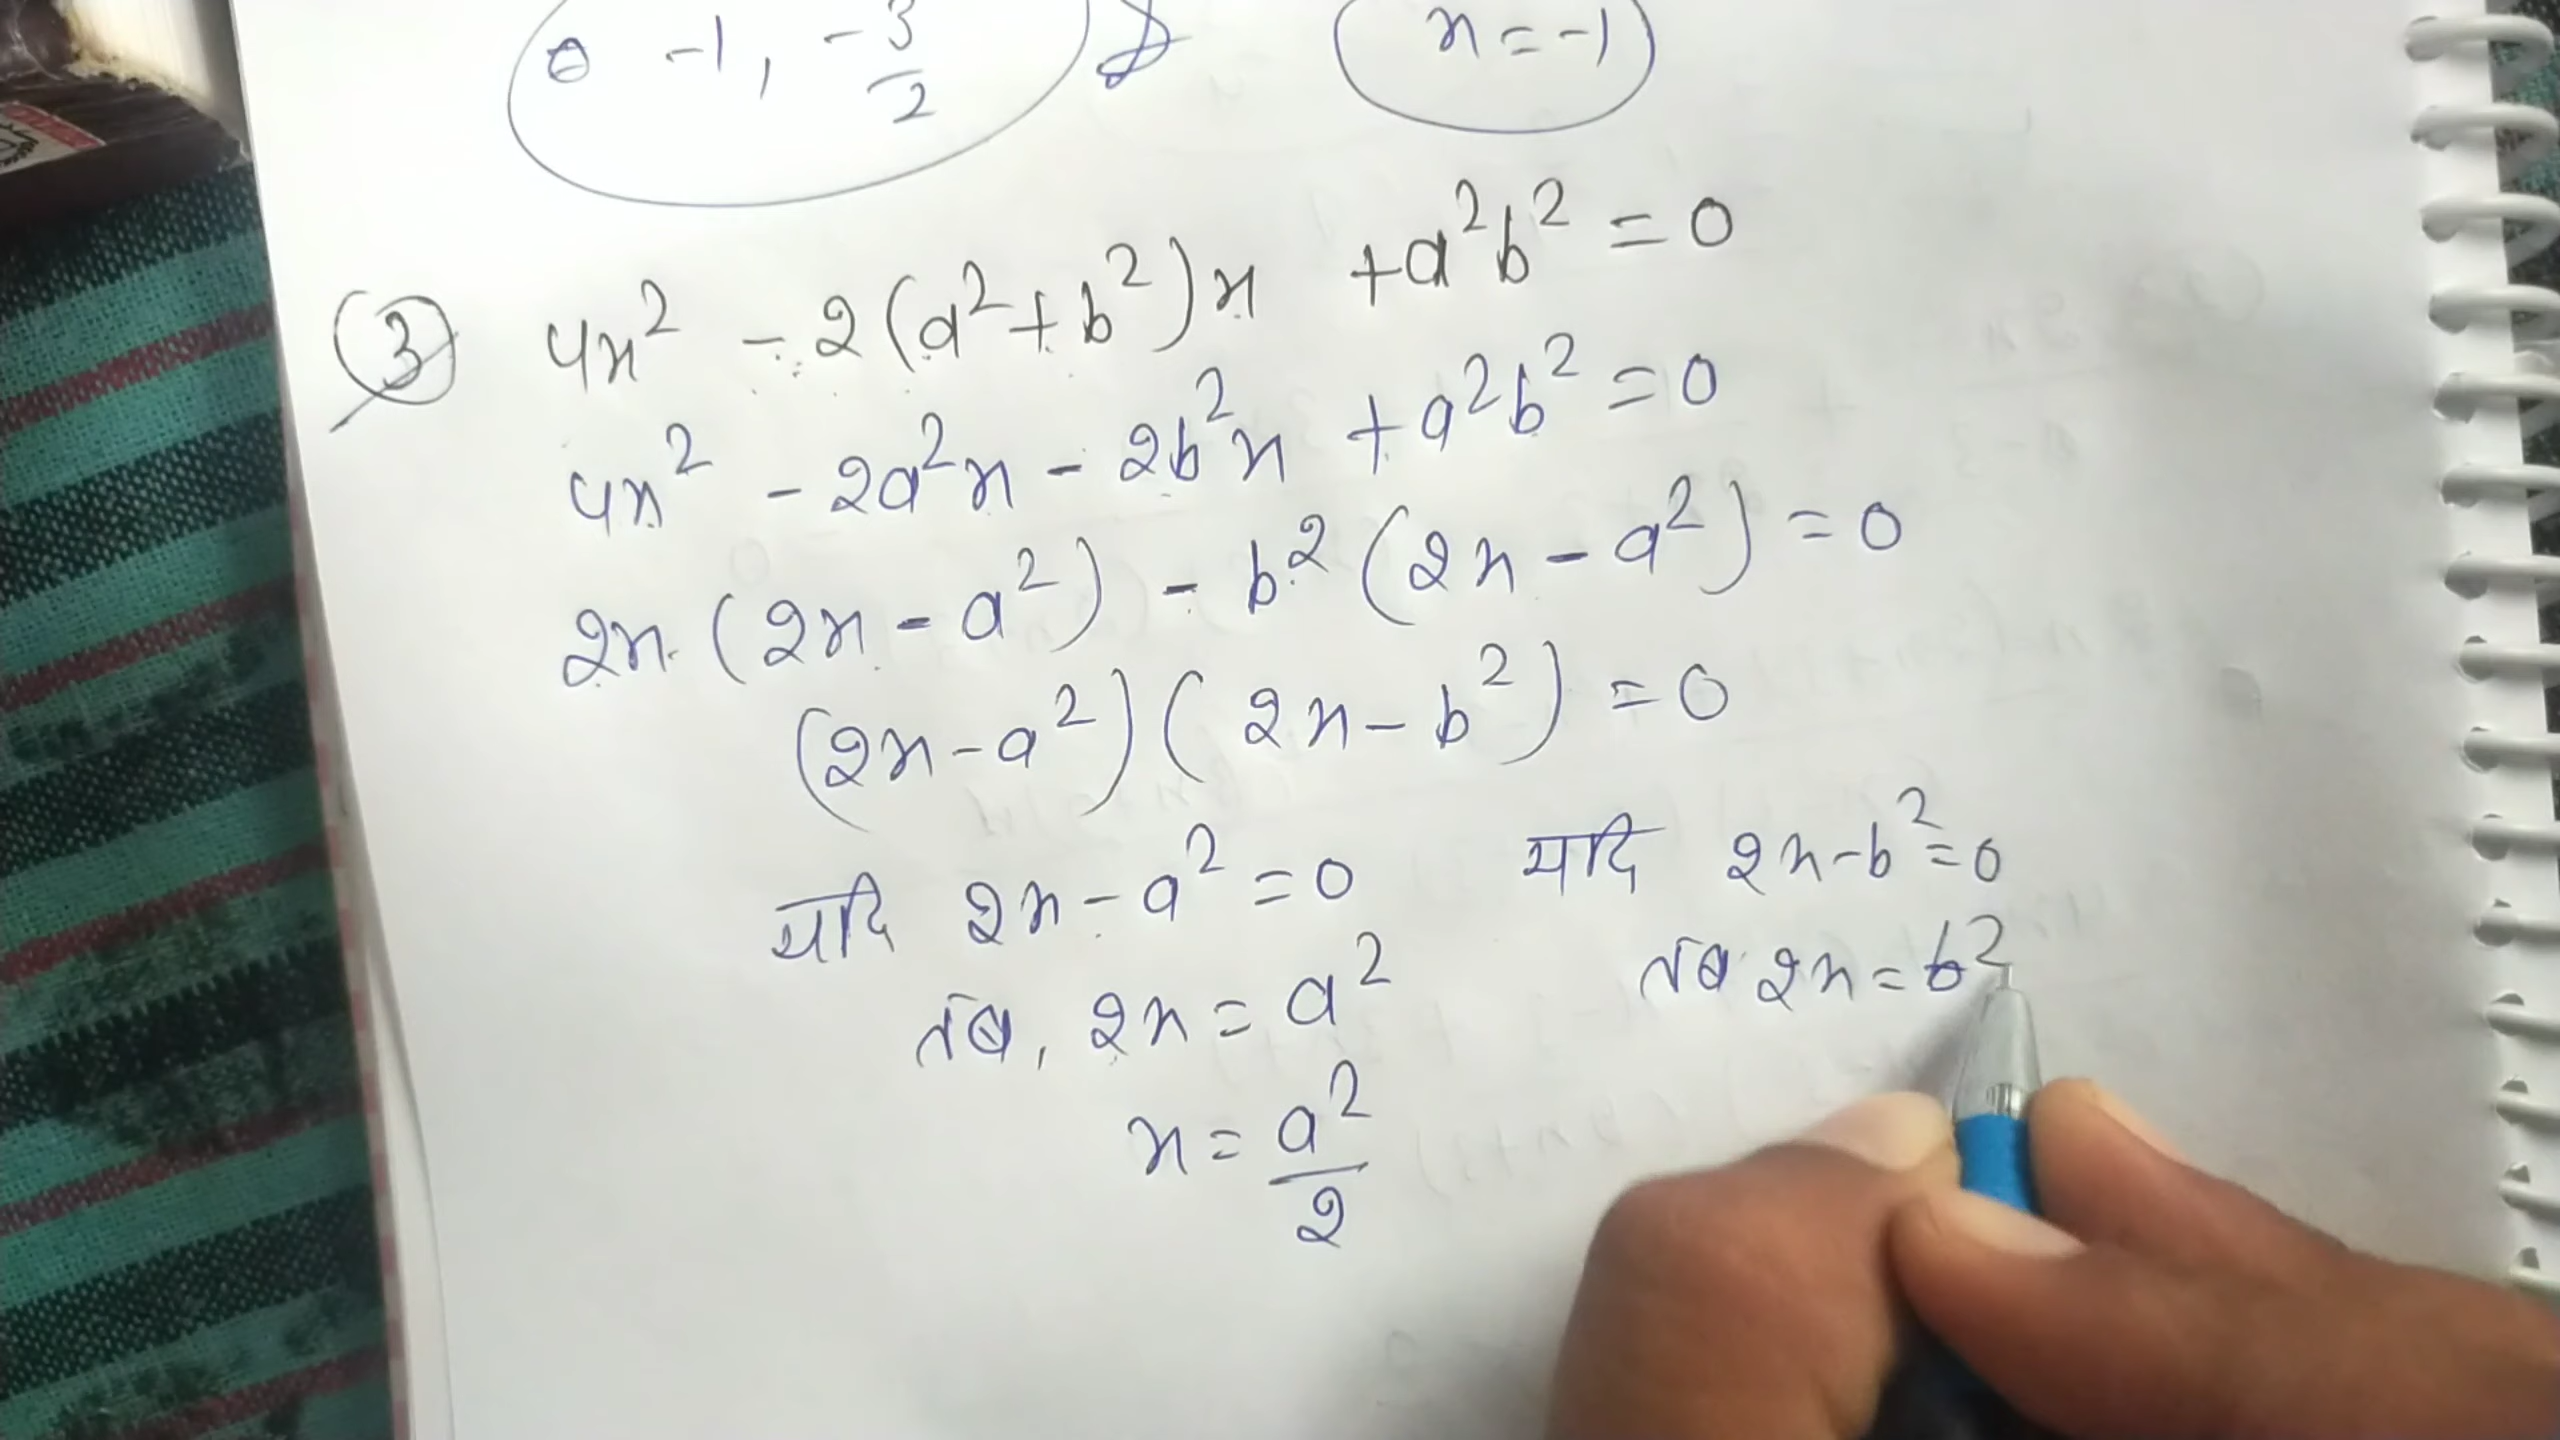 -1, -3/2 x = -1
3 4x² - 2(a²+b²)x + a²b² = 0
4x² - 2a²x - 2b²x + a²b² = 0
2x(2x - a²) - b²(2x - a²) = 0
(2x - a²)(2x - b²) = 0
यदि 2x - a² = 0 यदि 2x - b² = 0
तब, 2x = a² तब 2x = b²
x = a²/2